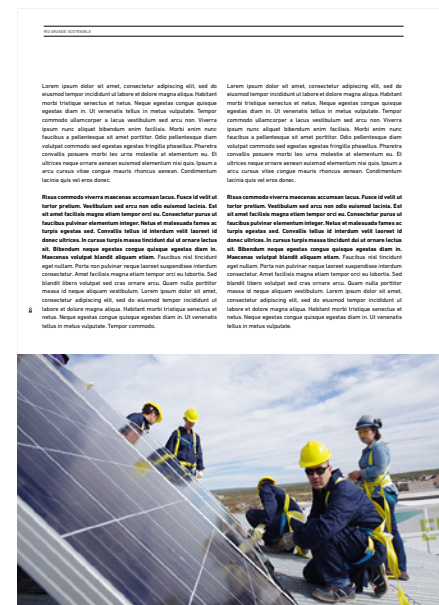 RÍO GRANDE SOSTENIBLE
Lorem ipsum dolor sit amet, consectetur adipiscing elit, sed do
eiusmod tempor incididunt ut labore et dolore magna aliqua. Habitant
morbi tristique senectus et netus. Neque egestas congue quisque
egestas diam in. Ut venenatis tellus in metus vulputate. Tempor
commodo ullamcorper a lacus vestibulum sed arcu non. Viverra
ipsum nunc aliquet bibendum enim facilisis. Morbi enim nunc
faucibus a pellentesque sit amet porttitor. Odio pellentesque diam
volutpat commodo sed egestas egestas fringilla phasellus. Pharetra
convallis posuere morbi leo urna molestie at elementum eu. Et
ultrices neque ornare aenean euismod elementum nisi quis. Ipsum a
arcu cursus vitae congue mauris rhoncus aenean. Condimentum
lacinia quis vel eros donec.
Risus commodo viverra maecenas accumsan lacus. Fusce id velit ut
tortor pretium. Vestibulum sed arcu non odio euismod lacinia. Est
sit amet facilisis magna etiam tempor orci eu. Consectetur purus ut
faucibus pulvinar elementum integer. Netus et malesuada fames ac
turpis egestas sed. Convallis tellus id interdum velit laoreet id
donec ultrices. In cursus turpis massa tincidunt dui ut ornare lectus
sit. Bibendum neque egestas congue quisque egestas diam in.
Maecenas volutpat blandit aliquam etiam. Faucibus nisl tincidunt
eget nullam. Porta non pulvinar neque laoreet suspendisse interdum
consectetur. Amet facilisis magna etiam tempor orci eu lobortis. Sed
blandit libero volutpat sed cras ornare arcu. Quam nulla porttitor
massa id neque aliquam vestibulum. Lorem ipsum dolor sit amet,
consectetur adipiscing elit, sed do eiusmod tempor incididunt ut
labore et dolore magna aliqua. Habitant morbi tristique senectus et
netus. Neque egestas congue quisque egestas diam in. Ut venenatis
tellus in metus vulputate. Tempor commodo.
Lorem ipsum dolor sit amet, consectetur adipiscing elit, sed do
eiusmod tempor incididunt ut labore et dolore magna aliqua. Habitant
morbi tristique senectus et netus. Neque egestas congue quisque
egestas diam in. Ut venenatis tellus in metus vulputate. Tempor
commodo ullamcorper a lacus vestibulum sed arcu non. Viverra
ipsum nunc aliquet bibendum enim facilisis. Morbi enim nunc
faucibus a pellentesque sit amet porttitor. Odio pellentesque diam
volutpat commodo sed egestas egestas fringilla phasellus. Pharetra
convallis posuere morbi leo urna molestie at elementum eu. Et
ultrices neque ornare aenean euismod elementum nisi quis. Ipsum a
arcu cursus vitae congue mauris rhoncus aenean. Condimentum
lacinia quis vel eros donec.
Risus commodo viverra maecenas accumsan lacus. Fusce id velit ut
tortor pretium. Vestibulum sed arcu non odio euismod lacinia. Est
sit amet facilisis magna etiam tempor orci eu. Consectetur purus ut
faucibus pulvinar elementum integer. Netus et malesuada fames ac
turpis egestas sed. Convallis tellus id interdum velit laoreet id
donec ultrices. In cursus turpis massa tincidunt dui ut ornare lectus
sit. Bibendum neque egestas congue quisque egestas diam in.
Maecenas volutpat blandit aliquam etiam. Faucibus nisl tincidunt
eget nullam. Porta non pulvinar neque laoreet suspendisse interdum
consectetur. Amet facilisis magna etiam tempor orci eu lobortis. Sed
blandit libero volutpat sed cras ornare arcu. Quam nulla porttitor
massa id neque aliquam vestibulum. Lorem ipsum dolor sit amet,
consectetur adipiscing elit, sed do eiusmod tempor incididunt ut
labore et dolore magna aliqua. Habitant morbi tristique senectus et
netus. Neque egestas congue quisque egestas diam in. Ut venenatis
tellus in metus vulputate.